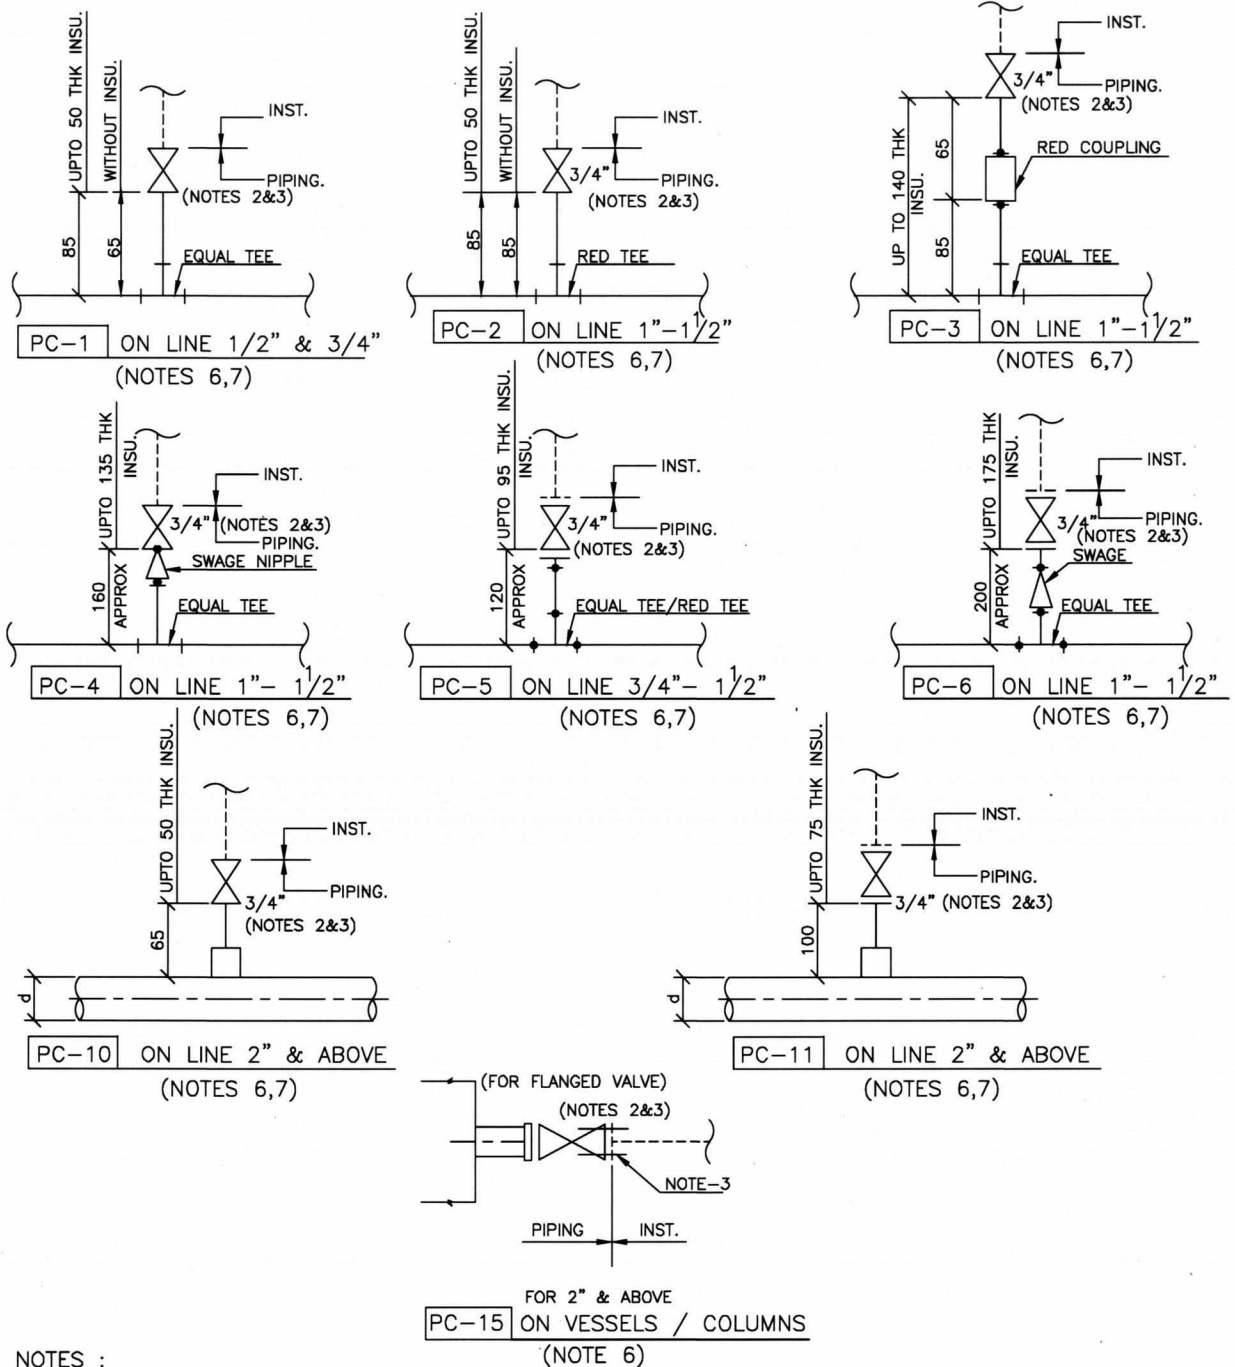 UPTO 50 THK INSU.
WITHOUT INSU.
INST.
PIPING.
(NOTES 2&3)
85
65
EQUAL TEE
PC-1 ON LINE 1/2" & 3/4"
(NOTES 6,7)
UPTO 50 THK INSU.
WITHOUT INSU.
INST.
3/4"
PIPING.
(NOTES 2&3)
85
85
RED TEE
PC-2 ON LINE 1"-1 1/2"
(NOTES 6,7)
INST.
3/4"
PIPING.
(NOTES 2&3)
UP TO 140 THK
INSU.
65
85
RED COUPLING
EQUAL TEE
PC-3 ON LINE 1"-1 1/2"
(NOTES 6,7)
UPTO 135 THK
INSU.
INST.
3/4" (NOTES 2&3)
PIPING.
SWAGE NIPPLE
160
APPROX
EQUAL TEE
PC-4 ON LINE 1"- 1 1/2"
(NOTES 6,7)
UPTO 95 THK INSU.
INSU.
INST.
3/4"
PIPING.
(NOTES 2&3)
120
APPROX
EQUAL TEE/RED TEE
PC-5 ON LINE 3/4"- 1 1/2"
(NOTES 6,7)
UPTO 175 THK
INSU.
INST.
3/4"
PIPING.
(NOTES 2&3)
SWAGE
200
APPROX
EQUAL TEE
PC-6 ON LINE 1"- 1 1/2"
(NOTES 6,7)
UPTO 50 THK INSU.
INST.
PIPING.
3/4"
(NOTES 2&3)
65
d
PC-10 ON LINE 2" & ABOVE
(NOTES 6,7)
UPTO 75 THK INSU.
INST.
PIPING.
3/4" (NOTES 2&3)
100
d
PC-11 ON LINE 2" & ABOVE
(NOTES 6,7)
(FOR FLANGED VALVE)
(NOTES 2&3)
NOTE-3
PIPING INST.
FOR 2" & ABOVE
PC-15 ON VESSELS / COLUMNS
(NOTE 6)
NOTES :